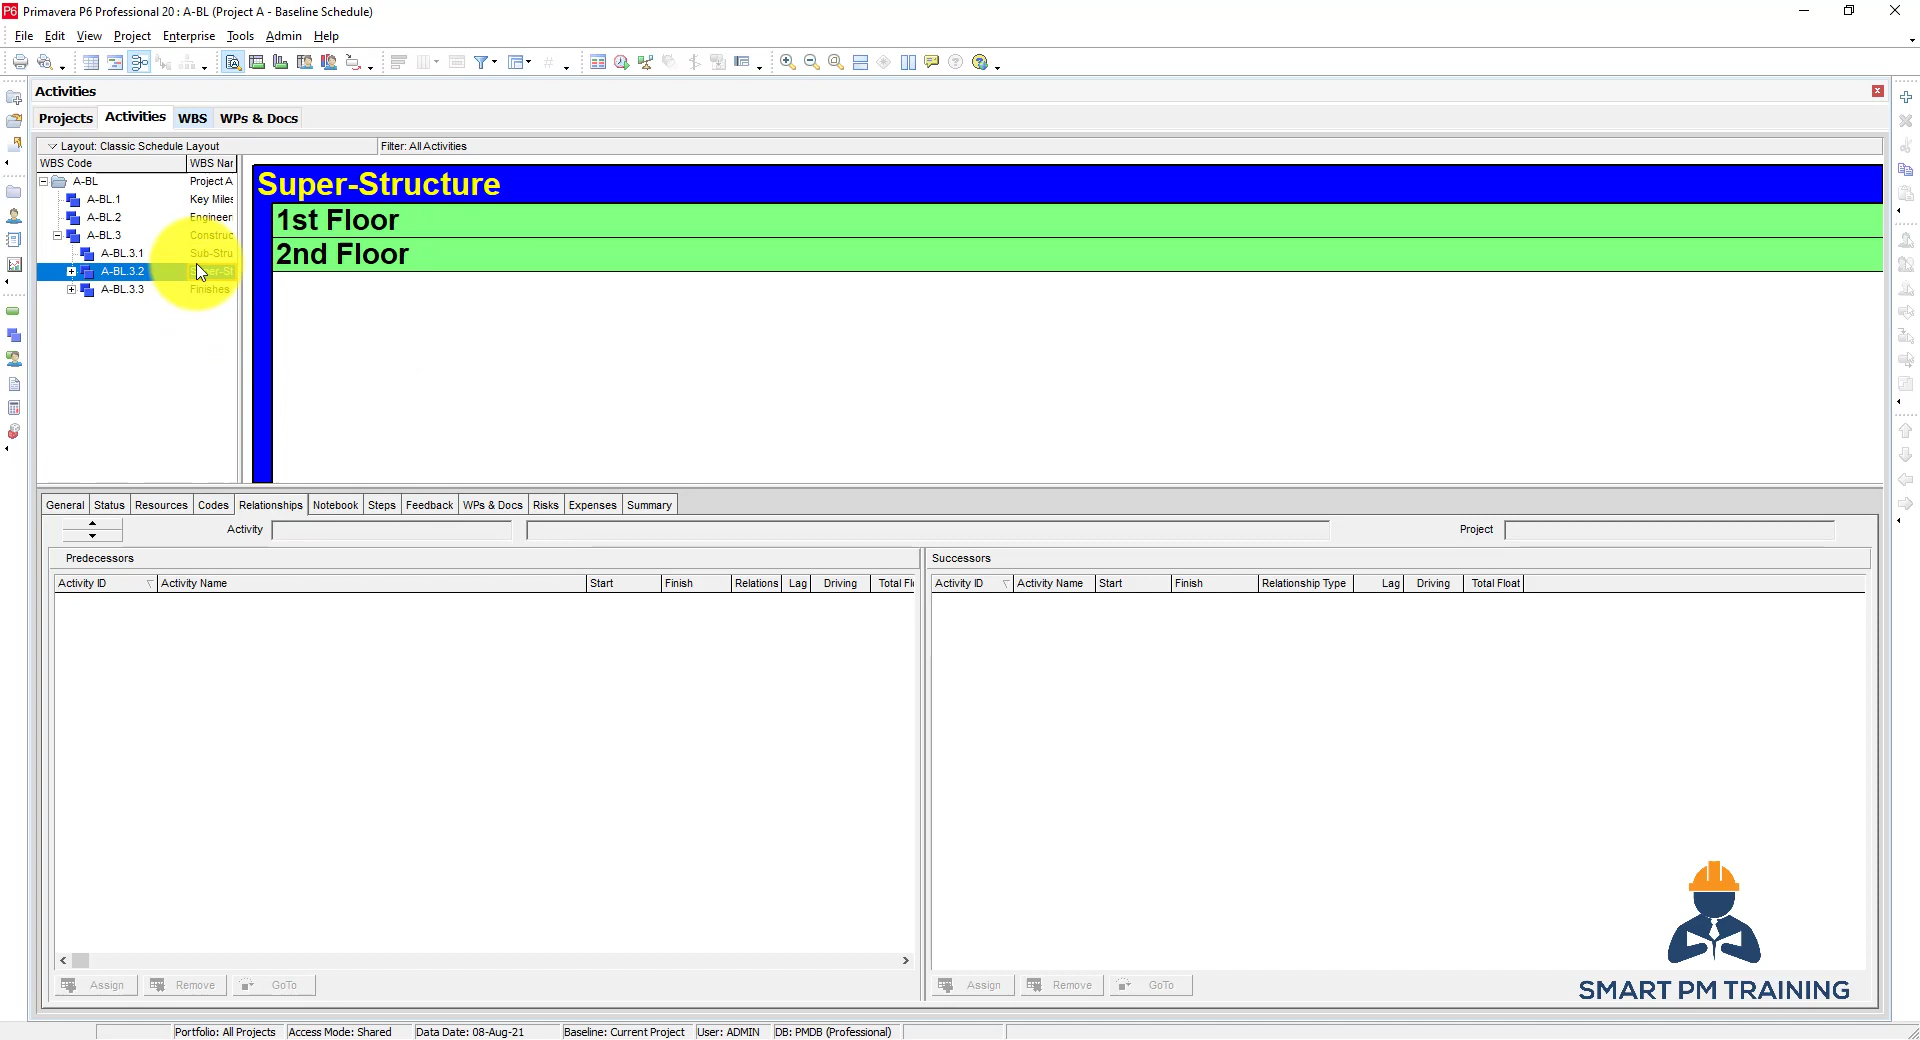 P6 Primavera P6 Professional 20 : A-BL (Project A - Baseline Schedule)
File Edit View Project Enterprise Tools Admin Help
Activities
Projects Activities WBS WPs & Docs
Layout: Classic Schedule Layout Filter: All Activities
WBS Code WBS Nar
A-BL Project A
A-BL.1 Key Miles
A-BL.2 Engineer
A-BL.3 Construc
A-BL.3.1 Sub-Stru
A-BL.3.2 Super-St
A-BL.3.3 Finishes
Super-Structure
1st Floor
2nd Floor
General Status Resources Codes Relationships Notebook Steps Feedback WPs & Docs Risks Expenses Summary
Activity Project
Predecessors Successors
Activity ID Activity Name Start Finish Relations Lag Driving Total Fl Activity ID Activity Name Start Finish Relationship Type Lag Driving Total Float
Assign Remove GoTo Assign Remove GoTo
SMART PM TRAINING
Portfolio: All Projects Access Mode: Shared Data Date: 08-Aug-21 Baseline: Current Project User: ADMIN DB: PMDB (Professional)